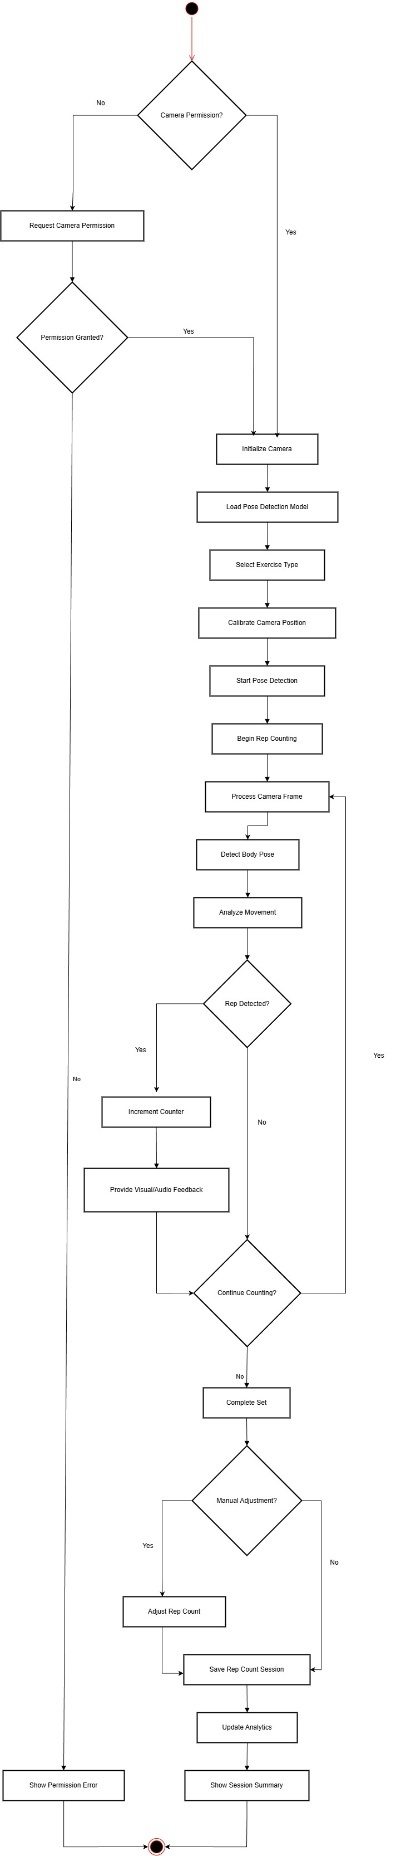 Camera Permission?
No
Request Camera Permission
Yes
Permission Granted?
Yes
Initialize Camera
Load Pose Detection Model
Select Exercise Type
Calibrate Camera Position
Start Pose Detection
Begin Rep Counting
Process Camera Frame
Detect Body Pose
Analyze Movement
Rep Detected?
Yes
Yes
No
Increment Counter
No
Provide Visual/Audio Feedback
Continue Counting?
No
Complete Set
Manual Adjustment?
Yes
No
Adjust Rep Count
Save Rep Count Session
Update Analytics
Show Permission Error
Show Session Summary